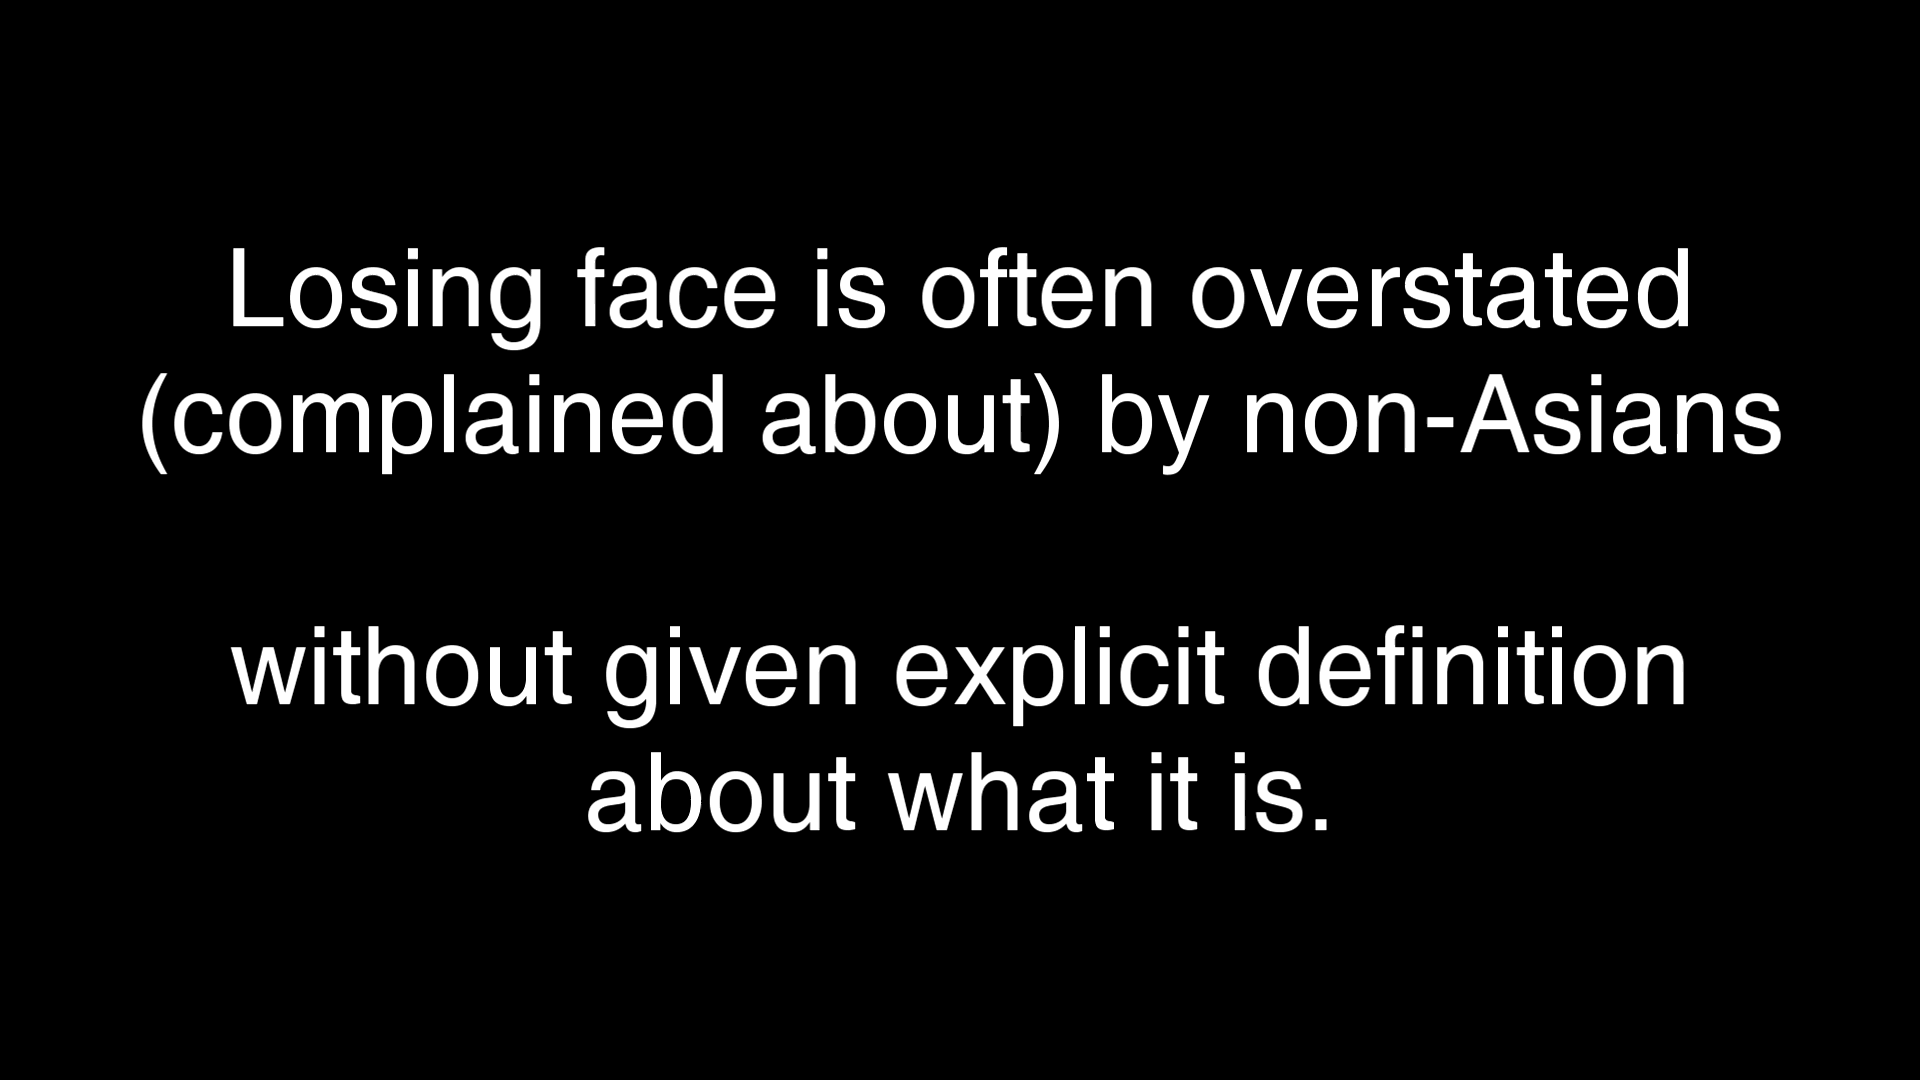 Losing face is often overstated
(complained about) by non-Asians
without given explicit definition
about what it is.